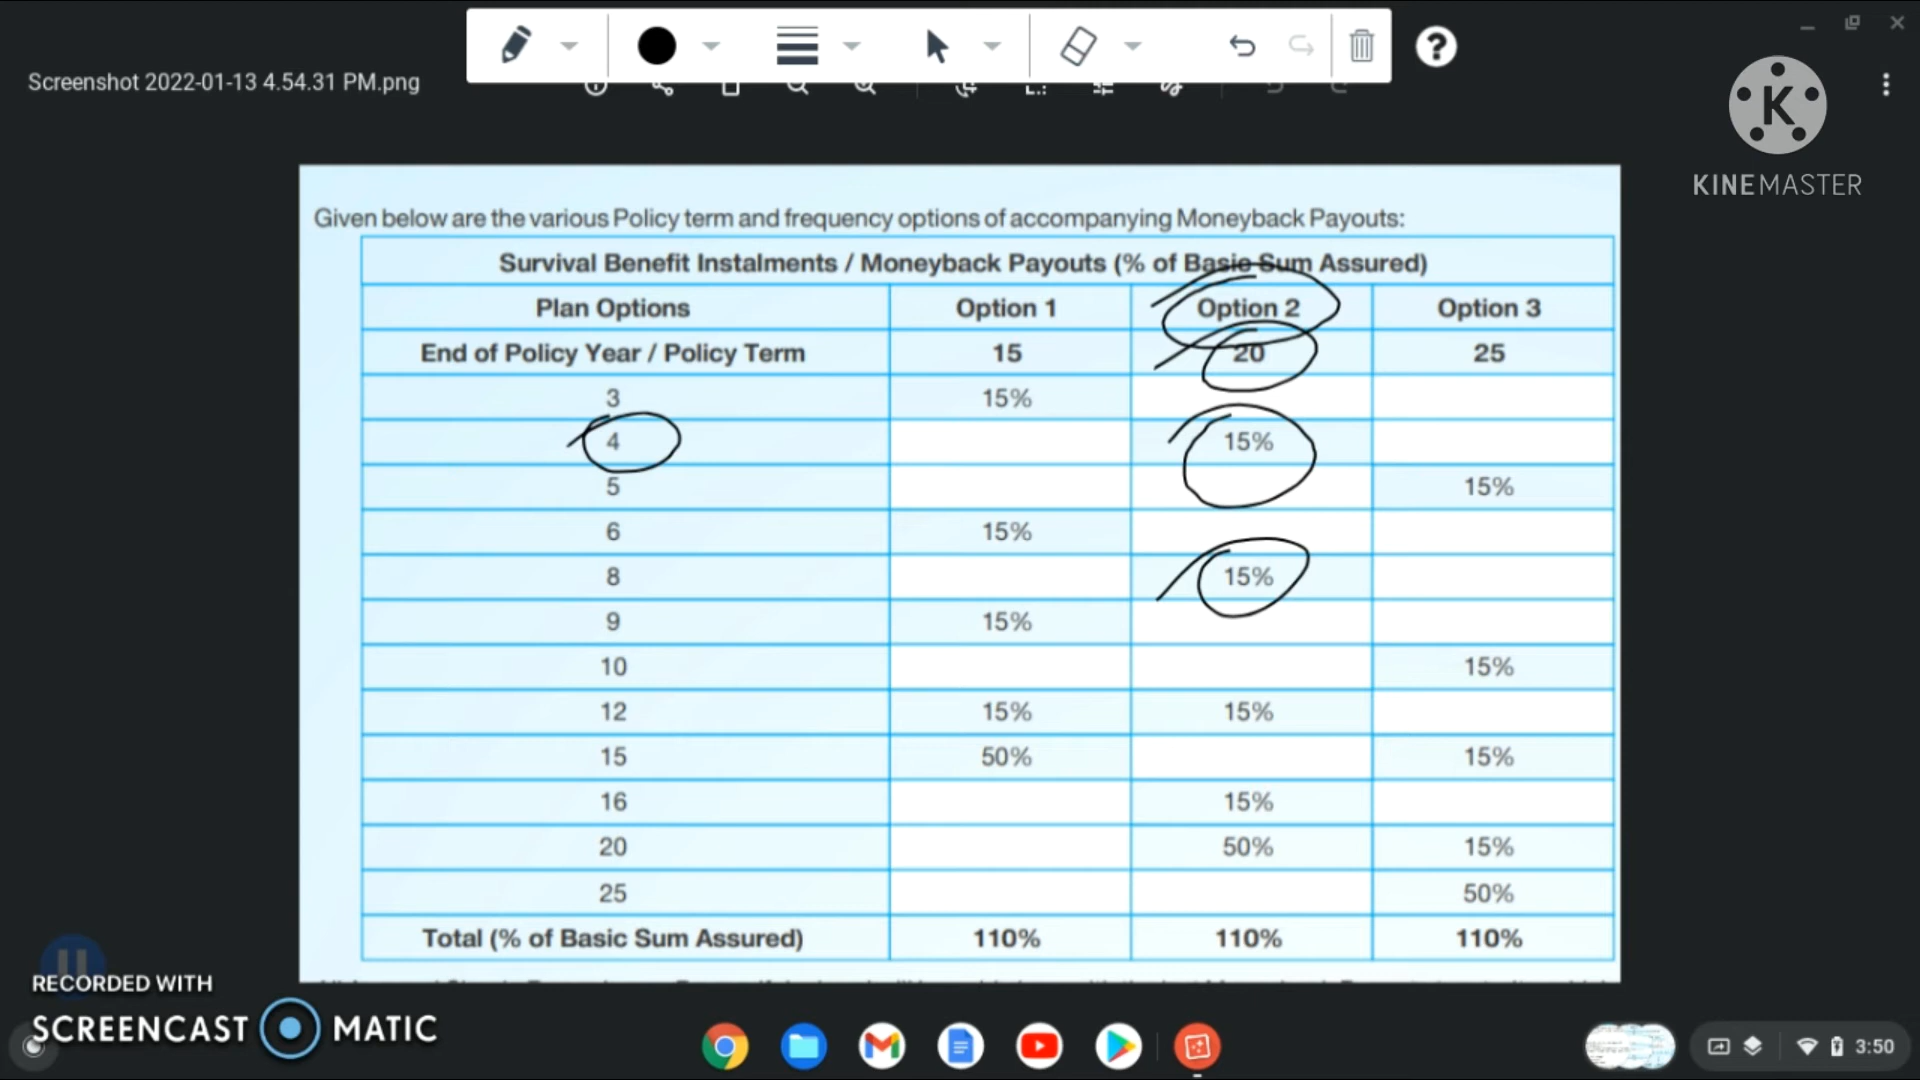 Screenshot 2022-01-13 4.54.31 PM.png
K
KINEMASTER
Given below are the various Policy term and frequency options of accompanying Moneyback Payouts:
Survival Benefit Instalments / Moneyback Payouts (% of Basic Sum Assured)
Plan Options Option 1 Option 2 Option 3
End of Policy Year / Policy Term 15 20 25
3 15%
4 15%
5 15%
6 15%
8 15%
9 15%
10 15%
12 15% 15%
15 50% 15%
16 15%
20 50% 15%
25 50%
Total (% of Basic Sum Assured) 110% 110% 110%
RECORDED WITH
SCREENCAST MATIC
3:50